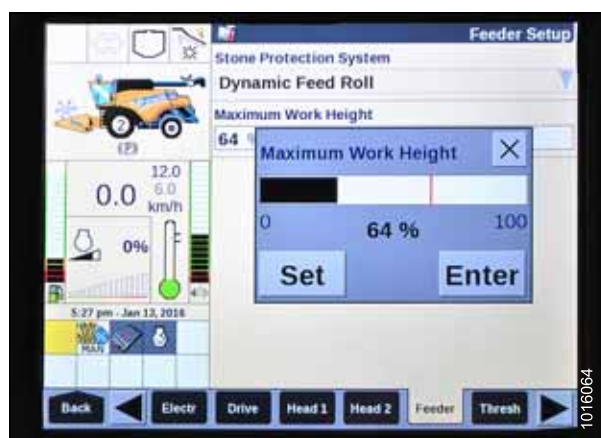 Feeder Setup
Stone Protection System
Dynamic Feed Roll
Maximum Work Height
64
Maximum Work Height
0
64 %
100
Set
Enter
2
(P)
12.0
6.0
0.0
km/h
0%
5:27 pm - Jan 12, 2016
MAN
Back
Electr
Drive
Head 1
Head 2
Feeder
Thresh
1016064